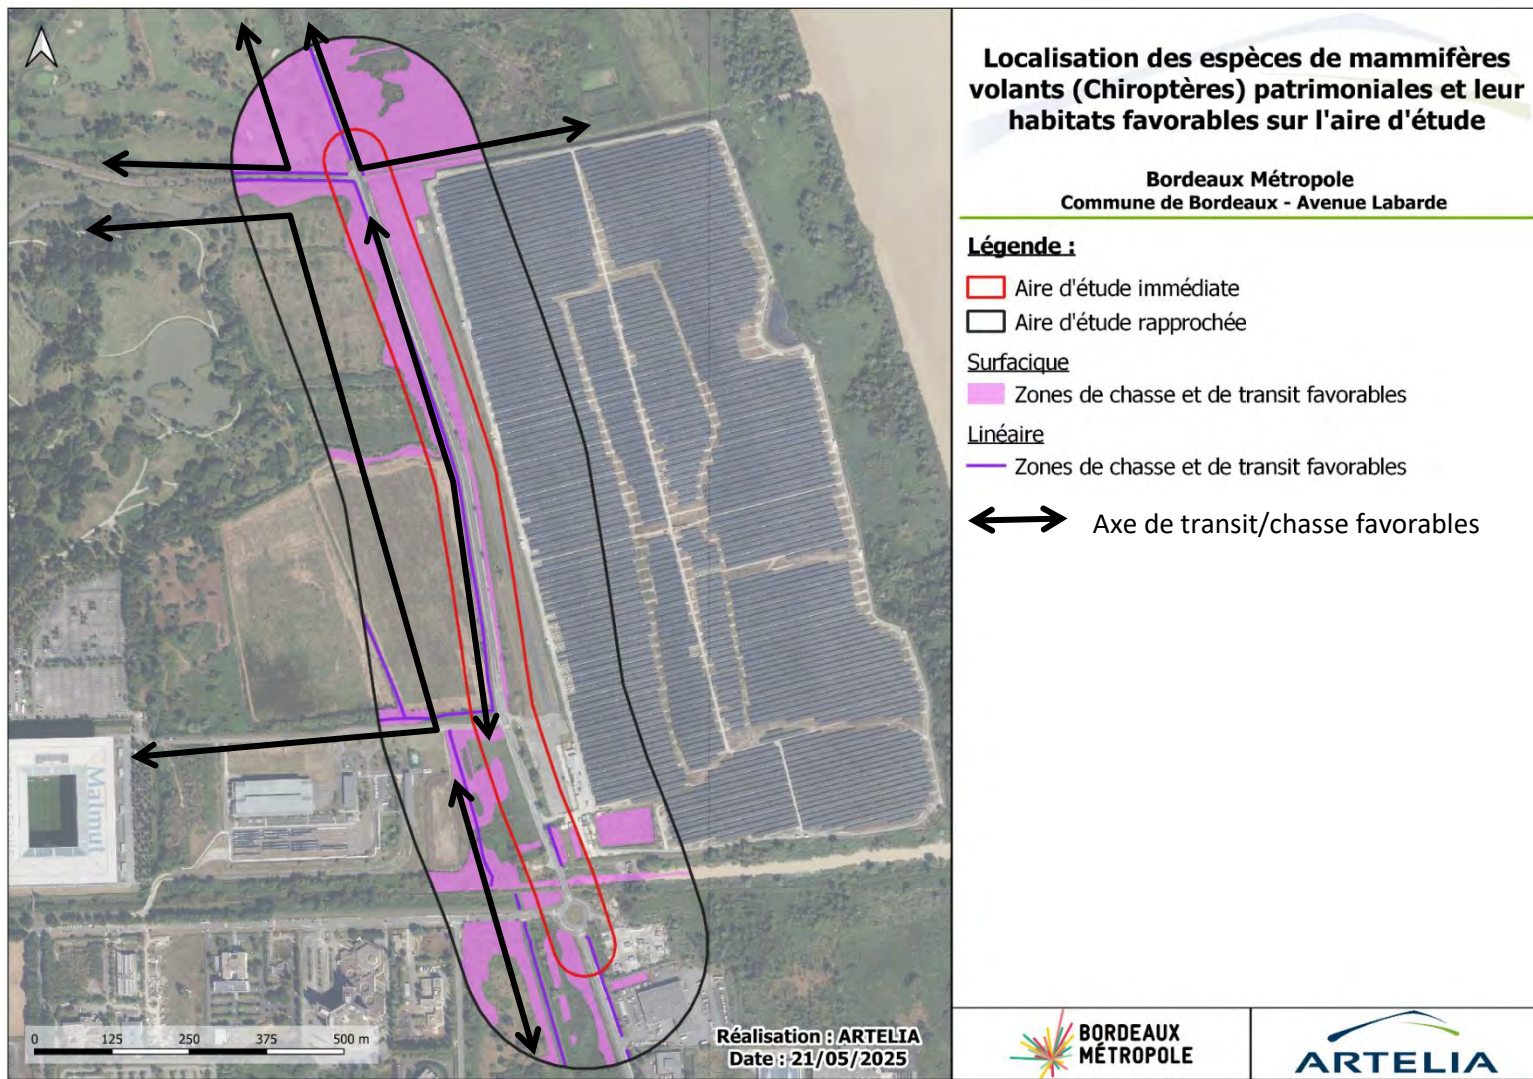 Localisation des espèces de mammifères
volants (Chiroptères) patrimoniales et leur
habitats favorables sur l'aire d'étude
Bordeaux Métropole
Commune de Bordeaux - Avenue Labarde
Légende :
Aire d'étude immédiate
Aire d'étude rapprochée
Surfacique
Zones de chasse et de transit favorables
Linéaire
Zones de chasse et de transit favorables
Axe de transit/chasse favorables
Matmut
0 125 250 375 500 m
Réalisation : ARTELIA
Date : 21/05/2025
BORDEAUX
MÉTROPOLE
ARTELIA